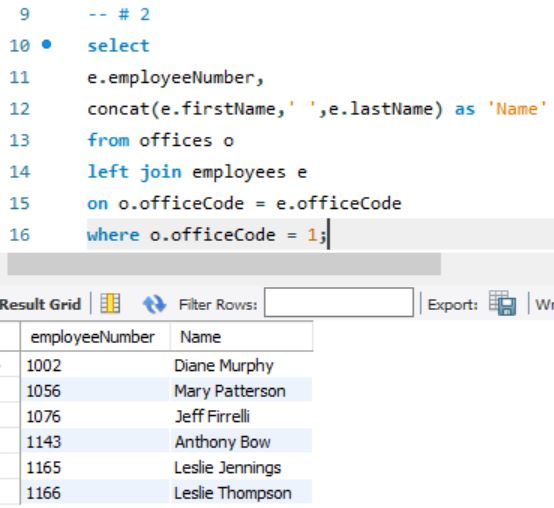 9 -- # 2
10 select
11 e.employeeNumber,
12 concat(e.firstName,' ',e.lastName) as 'Name'
13 from offices o
14 left join employees e
15 on o.officeCode = e.officeCode
16 where o.officeCode = 1;
Result Grid Filter Rows: Export: Wr
employeeNumber Name
1002 Diane Murphy
1056 Mary Patterson
1076 Jeff Firrelli
1143 Anthony Bow
1165 Leslie Jennings
1166 Leslie Thompson